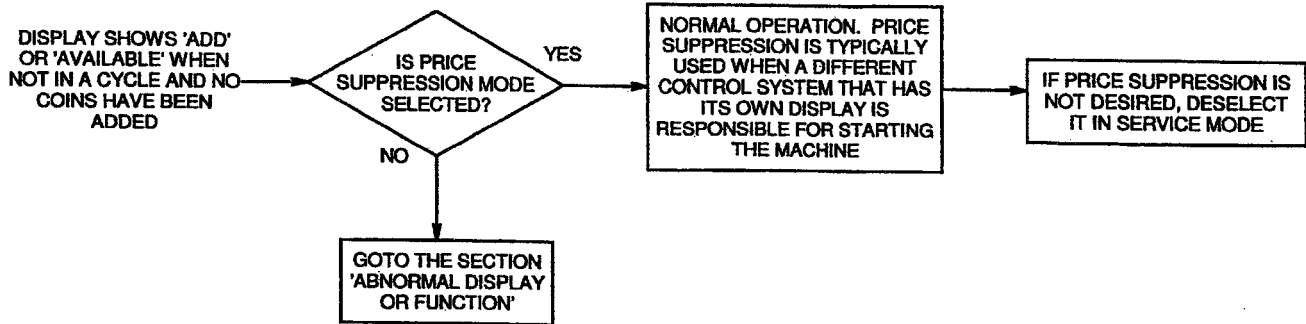 DISPLAY SHOWS 'ADD'
OR 'AVAILABLE' WHEN
NOT IN A CYCLE AND NO
COINS HAVE BEEN
ADDED
IS PRICE
SUPPRESSION MODE
SELECTED?
YES
NO
NORMAL OPERATION. PRICE
SUPPRESSION IS TYPICALLY
USED WHEN A DIFFERENT
CONTROL SYSTEM THAT HAS
ITS OWN DISPLAY IS
RESPONSIBLE FOR STARTING
THE MACHINE
IF PRICE SUPPRESSION IS
NOT DESIRED, DESELECT
IT IN SERVICE MODE
GOTO THE SECTION
'ABNORMAL DISPLAY
OR FUNCTION'